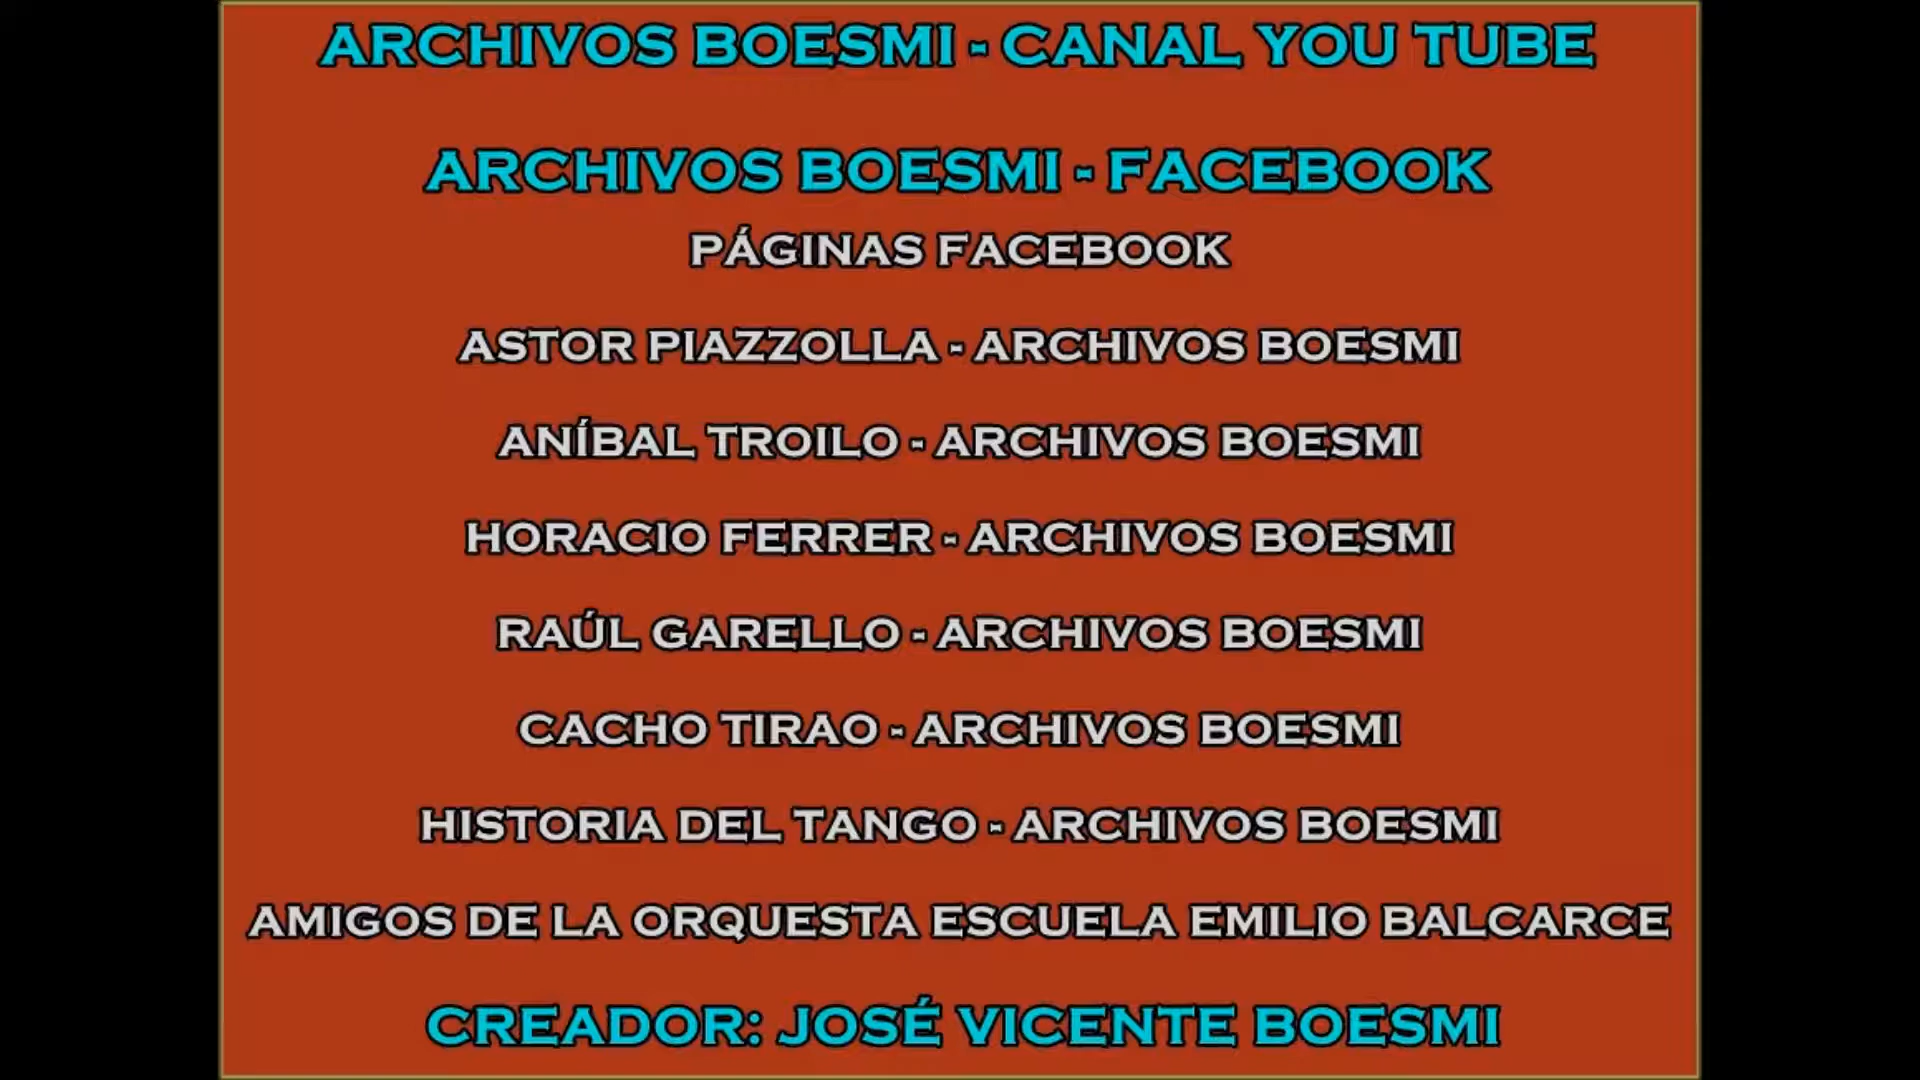 ARCHIVOS BOESMI - CANAL YOU TUBE
ARCHIVOS BOESMI - FACEBOOK
PÁGINAS FACEBOOK
ASTOR PIAZZOLLA - ARCHIVOS BOESMI
ANÍBAL TROILO - ARCHIVOS BOESMI
HORACIO FERRER - ARCHIVOS BOESMI
RAÚL GARELLO - ARCHIVOS BOESMI
CACHO TIRAO - ARCHIVOS BOESMI
HISTORIA DEL TANGO - ARCHIVOS BOESMI
AMIGOS DE LA ORQUESTA ESCUELA EMILIO BALCARCE
CREADOR: JOSÉ VICENTE BOESMI